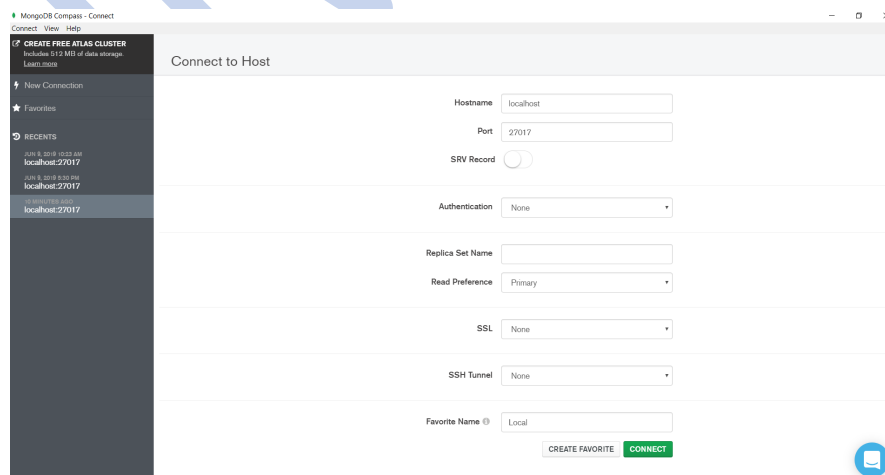 MongoDB Compass - Connect
Connect View Help
CREATE FREE ATLAS CLUSTER
Includes 512 MB of data storage.
Learn more
Connect to Host
New Connection
Favorites
RECENTS
JUN 9, 2019 10:23 AM
localhost:27017
JUN 9, 2019 5:30 PM
localhost:27017
10 MINUTES AGO
localhost:27017
Hostname localhost
Port 27017
SRV Record
Authentication None
Replica Set Name
Read Preference Primary
SSL None
SSH Tunnel None
Favorite Name Local
CREATE FAVORITE CONNECT